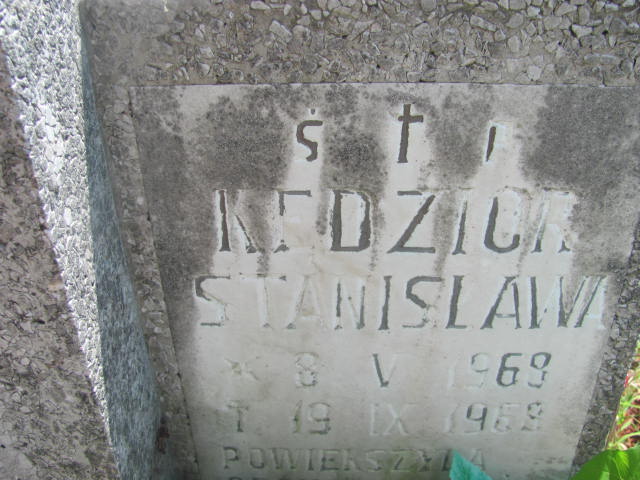 Ś † P
KĘDZIOR
STANISŁAWA
* 8 V 1969
† 19 IX 1969
POWIĘKSZYŁA